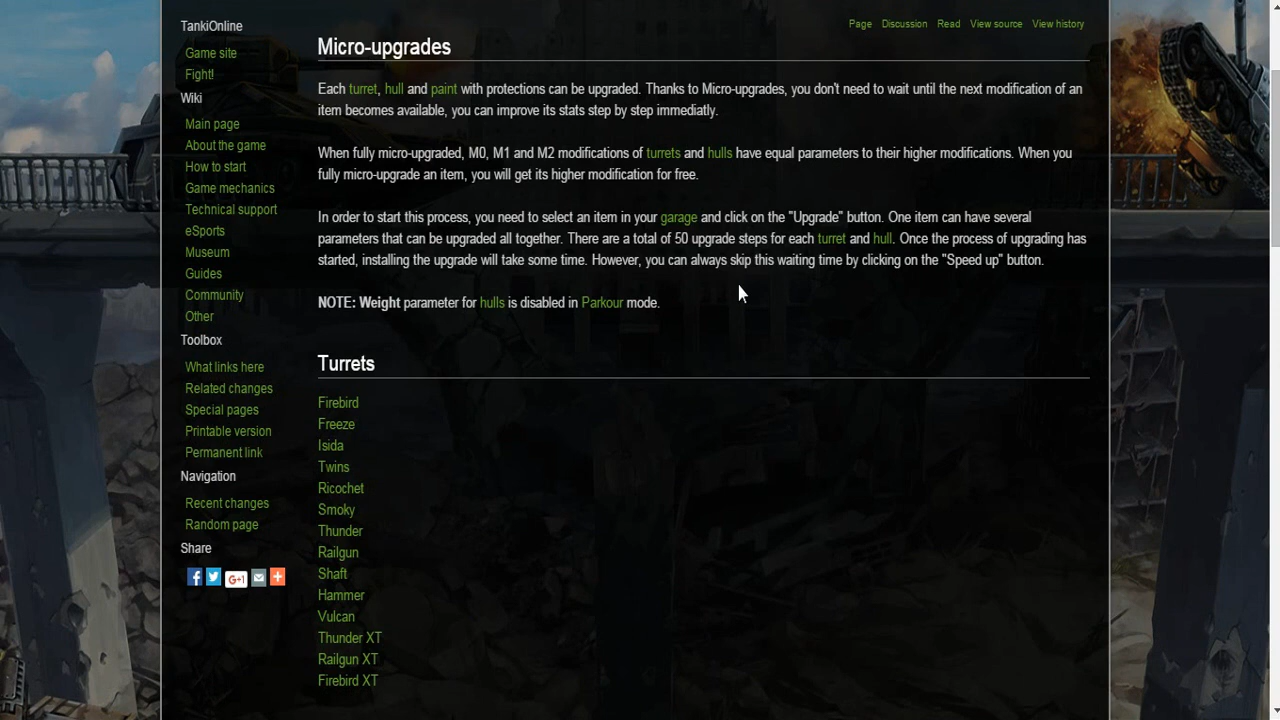 TankiOnline
Game site
Fight!
Wiki
Main page
About the game
How to start
Game mechanics
Technical support
eSports
Museum
Guides
Community
Other
Toolbox
What links here
Related changes
Special pages
Printable version
Permanent link
Navigation
Recent changes
Random page
Share
G+1
Page Discussion Read View source View history
Micro-upgrades
Each turret, hull and paint with protections can be upgraded. Thanks to Micro-upgrades, you don't need to wait until the next modification of an
item becomes available, you can improve its stats step by step immediatly.
When fully micro-upgraded, M0, M1 and M2 modifications of turrets and hulls have equal parameters to their higher modifications. When you
fully micro-upgrade an item, you will get its higher modification for free.
In order to start this process, you need to select an item in your garage and click on the "Upgrade" button. One item can have several
parameters that can be upgraded all together. There are a total of 50 upgrade steps for each turret and hull. Once the process of upgrading has
started, installing the upgrade will take some time. However, you can always skip this waiting time by clicking on the "Speed up" button.
NOTE: Weight parameter for hulls is disabled in Parkour mode.
Turrets
Firebird
Freeze
Isida
Twins
Ricochet
Smoky
Thunder
Railgun
Shaft
Hammer
Vulcan
Thunder XT
Railgun XT
Firebird XT